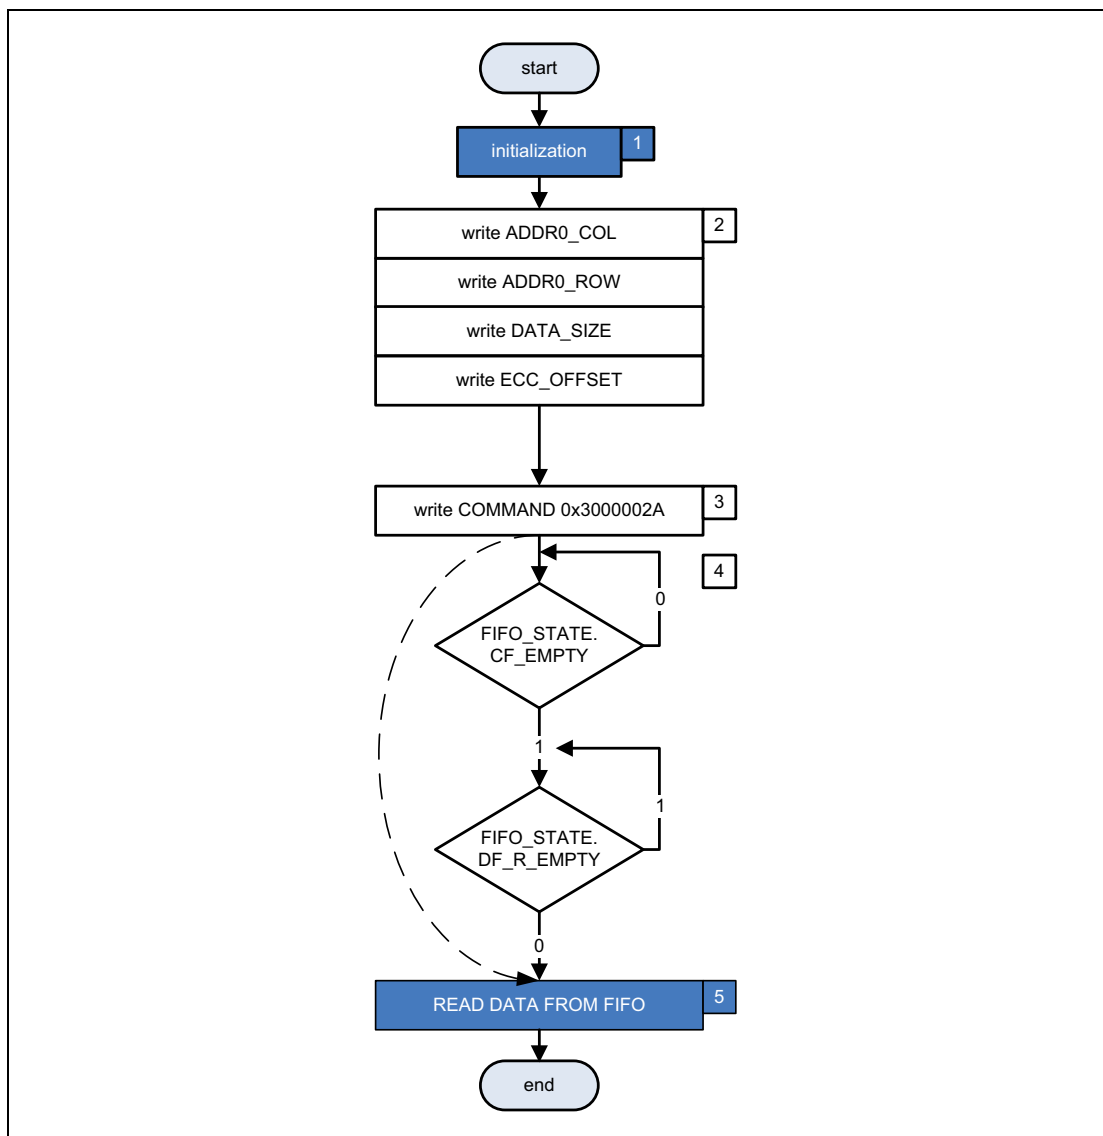 start
initialization
1
write ADDR0_COL
2
write ADDR0_ROW
write DATA_SIZE
write ECC_OFFSET
write COMMAND 0x3000002A
3
4
0
FIFO_STATE.
CF_EMPTY
1
1
FIFO_STATE.
DF_R_EMPTY
0
READ DATA FROM FIFO
5
end